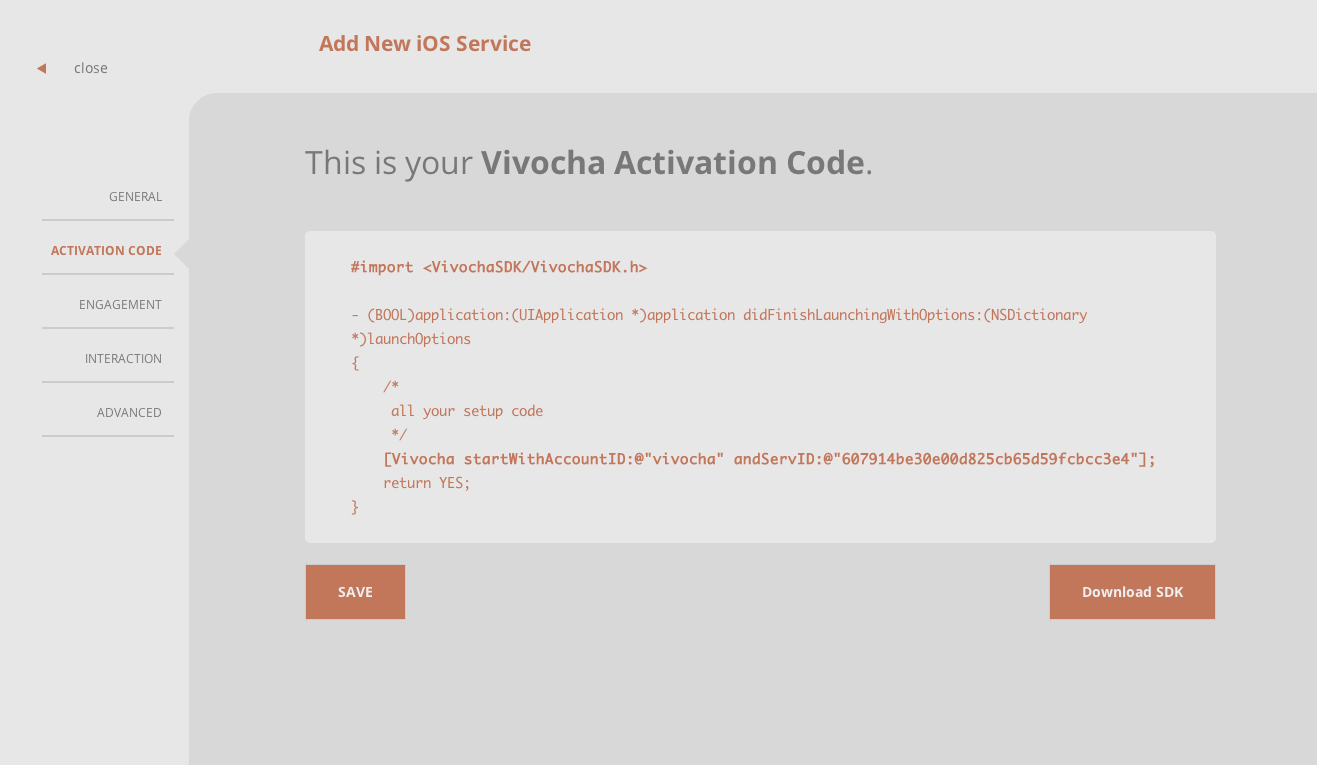 Add New iOS Service
close
GENERAL
ACTIVATION CODE
ENGAGEMENT
INTERACTION
ADVANCED
This is your Vivocha Activation Code.
#import <VivochaSDK/VivochaSDK.h>
- (BOOL)application:(UIApplication *)application didFinishLaunchingWithOptions:(NSDictionary
*)launchOptions
{
/*
all your setup code
*/
[Vivocha startWithAccountID:@"vivocha" andServID:@"607914be30e00d825cb65d59fcbcc3e4"];
return YES;
}
SAVE
Download SDK